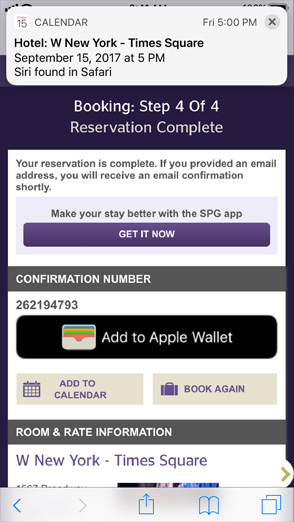 CALENDAR
Fri 5:00 PM
Hotel: W New York - Times Square
September 15, 2017 at 5 PM
Siri found in Safari
Booking: Step 4 Of 4
Reservation Complete
Your reservation is complete. If you provided an email
address, you will receive an email confirmation
shortly.
Make your stay better with the SPG app
GET IT NOW
CONFIRMATION NUMBER
262194793
Add to Apple Wallet
ADD TO
CALENDAR
BOOK AGAIN
ROOM & RATE INFORMATION
W New York - Times Square